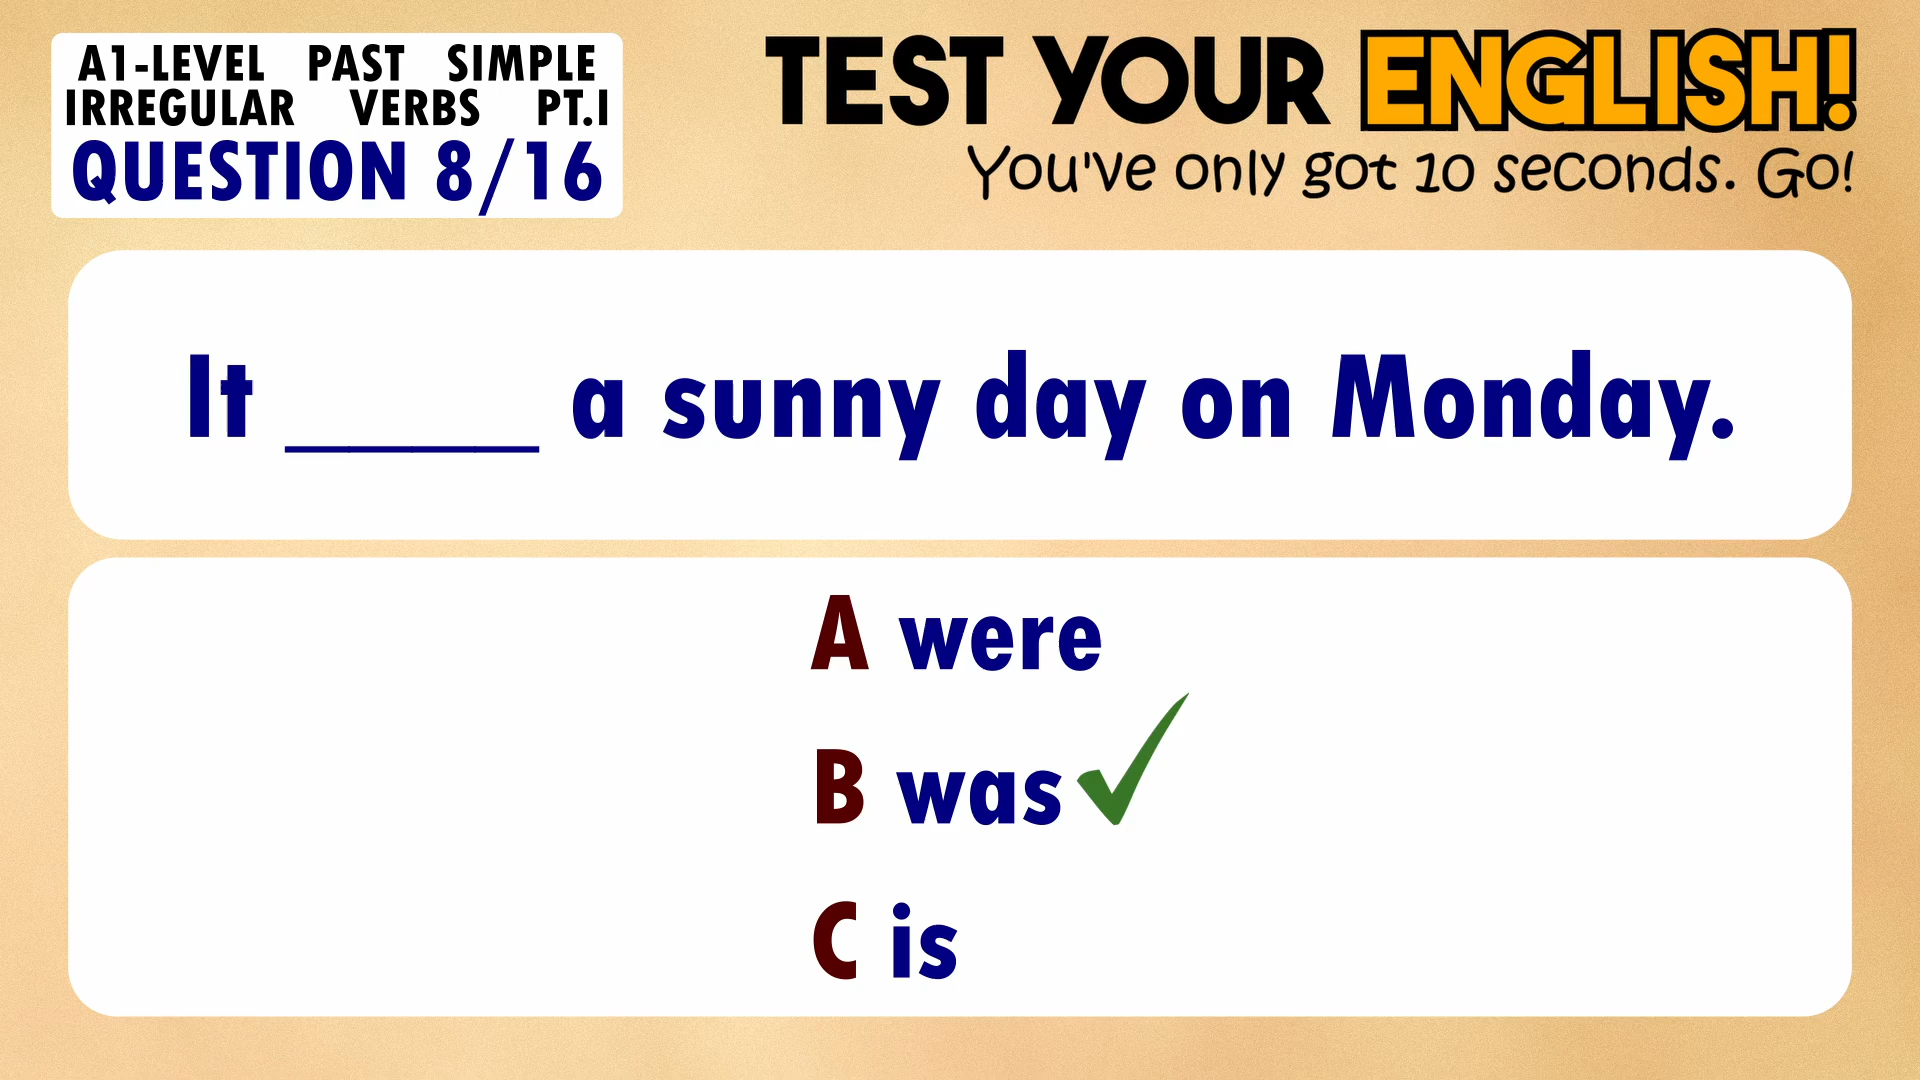 A1-LEVEL PAST SIMPLE
IRREGULAR VERBS PT.I
QUESTION 8/16
TEST YOUR ENGLISH!
You've only got 10 seconds. Go!
It _____ a sunny day on Monday.
A were
B was
C is